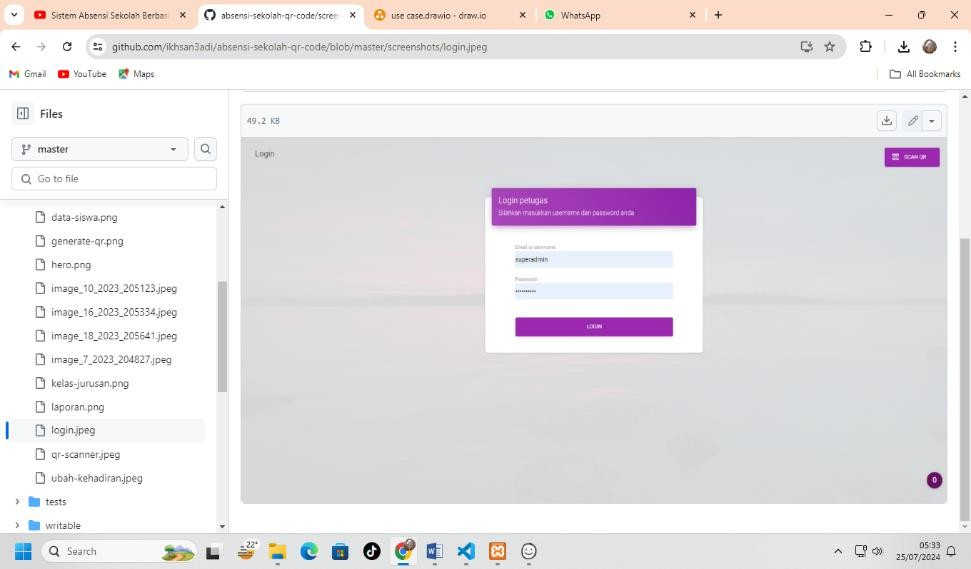 Sistem Absensi Sekolah Berbasi
absensi-sekolah-qr-code/scree
use case.drawio - draw.io
WhatsApp
github.com/ikhsan3adi/absensi-sekolah-qr-code/blob/master/screenshots/login.jpeg
Gmail
YouTube
Maps
All Bookmarks
Files
master
Go to file
data-siswa.png
generate-qr.png
hero.png
image_10_2023_205123.jpeg
image_16_2023_205334.jpeg
image_18_2023_205641.jpeg
image_7_2023_204827.jpeg
kelas-jurusan.png
laporan.png
login.jpeg
qr-scanner.jpeg
ubah-kehadiran.jpeg
tests
writable
49.2 KB
Login
SCAN QR
Login petugas
Silahkan masukkan username dan password anda
Email or username
superadmin
Password
LOGIN
0
Search
22°
05:33
25/07/2024